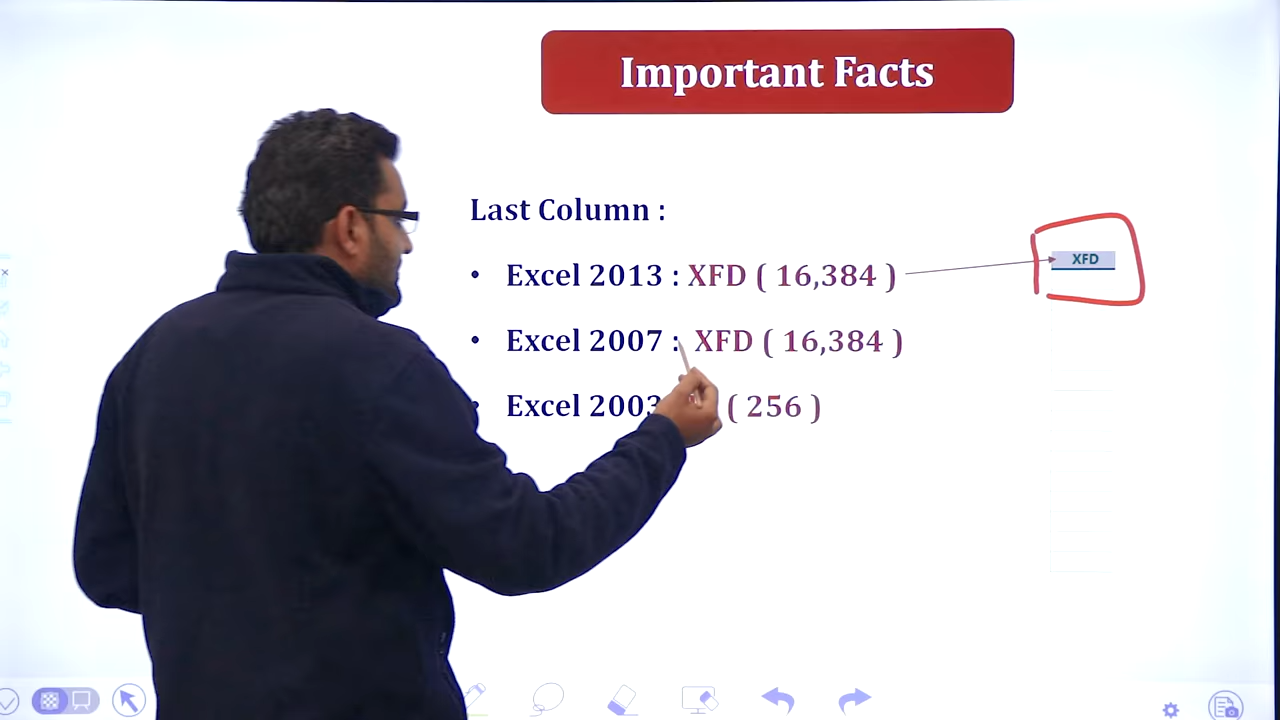 Important Facts
Last Column :
• Excel 2013 : XFD ( 16,384 )
XFD
• Excel 2007 : XFD ( 16,384 )
• Excel 2003 ( 256 )